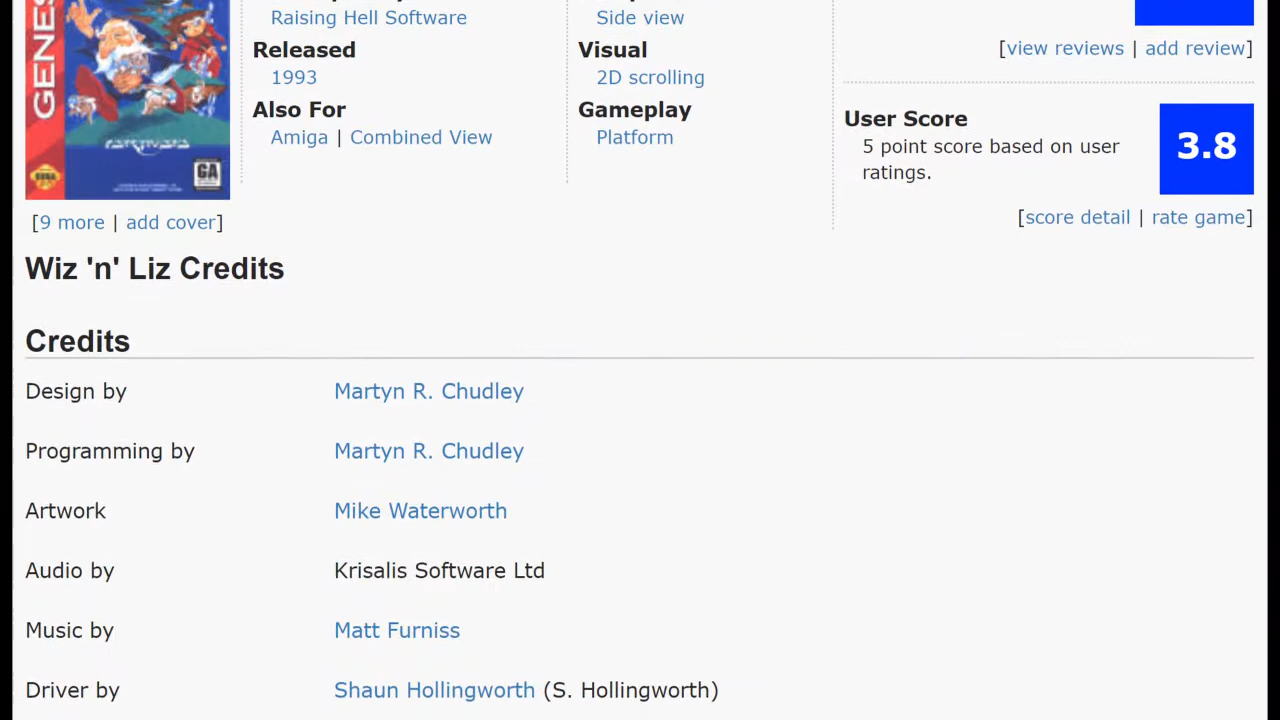 GENES
Raising Hell Software
Side view
Released
Visual
[view reviews | add review]
1993
2D scrolling
Also For
Gameplay
User Score
Amiga | Combined View
Platform
5 point score based on user
ratings.
3.8
PSYGNOSIS
GA
SEGA
[9 more | add cover]
[score detail | rate game]
Wiz 'n' Liz Credits
Credits
Design by Martyn R. Chudley
Programming by Martyn R. Chudley
Artwork Mike Waterworth
Audio by Krisalis Software Ltd
Music by Matt Furniss
Driver by Shaun Hollingworth (S. Hollingworth)